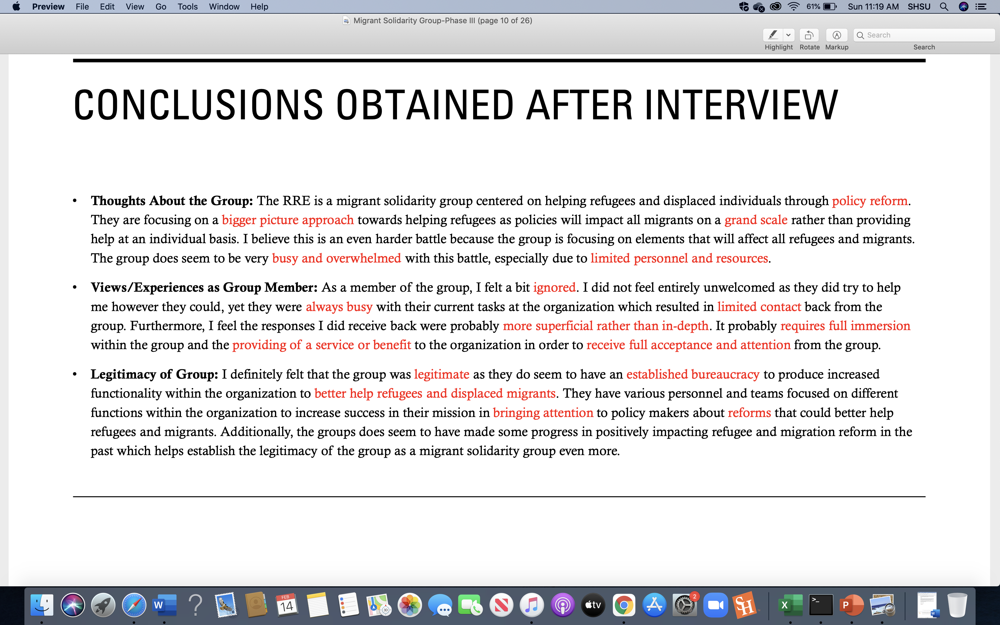 Preview File Edit View Go Tools Window Help 61% Sun 11:19 AM SHSU
Migrant Solidarity Group-Phase III (page 10 of 26)
Search
Highlight Rotate Markup Search
CONCLUSIONS OBTAINED AFTER INTERVIEW
• Thoughts About the Group: The RRE is a migrant solidarity group centered on helping refugees and displaced individuals through policy reform.
They are focusing on a bigger picture approach towards helping refugees as policies will impact all migrants on a grand scale rather than providing
help at an individual basis. I believe this is an even harder battle because the group is focusing on elements that will affect all refugees and migrants.
The group does seem to be very busy and overwhelmed with this battle, especially due to limited personnel and resources.
• Views/Experiences as Group Member: As a member of the group, I felt a bit ignored. I did not feel entirely unwelcomed as they did try to help
me however they could, yet they were always busy with their current tasks at the organization which resulted in limited contact back from the
group. Furthermore, I feel the responses I did receive back were probably more superficial rather than in-depth. It probably requires full immersion
within the group and the providing of a service or benefit to the organization in order to receive full acceptance and attention from the group.
• Legitimacy of Group: I definitely felt that the group was legitimate as they do seem to have an established bureaucracy to produce increased
functionality within the organization to better help refugees and displaced migrants. They have various personnel and teams focused on different
functions within the organization to increase success in their mission in bringing attention to policy makers about reforms that could better help
refugees and migrants. Additionally, the groups does seem to have made some progress in positively impacting refugee and migration reform in the
past which helps establish the legitimacy of the group as a migrant solidarity group even more.
W ? FEB 14 3D tv 2 SH X >_ P W